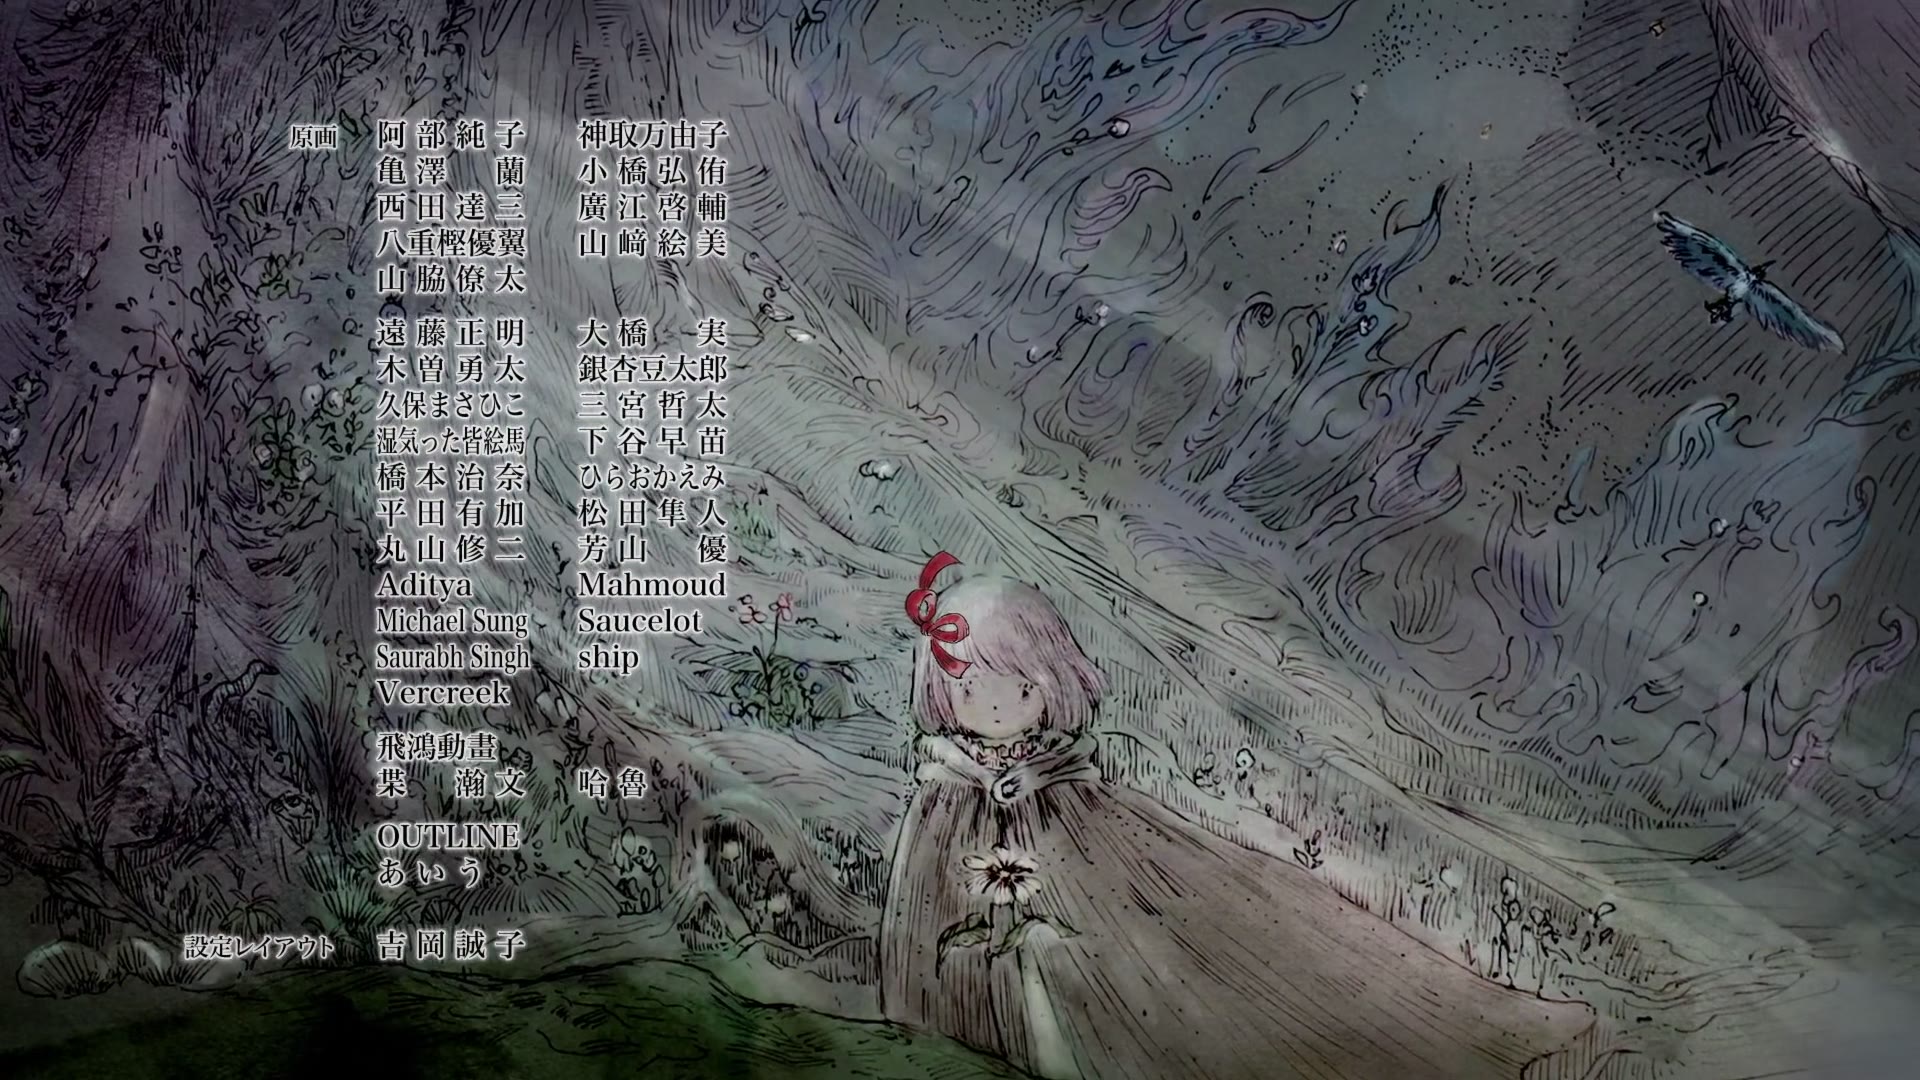 原画 阿部純子 神取万由子
亀澤蘭 小橋弘侑
西田達三 廣江啓輔
八重樫優翼 山﨑絵美
山脇僚太
遠藤正明 大橋実
木曽勇太 銀杏豆太郎
久保まさひこ 三宮哲太
湿気った皆絵馬 下谷早苗
橋本治奈 ひらおかえみ
平田有加 松田隼人
丸山修二 芳山優
Aditya Mahmoud
Michael Sung Saucelot
Saurabh Singh ship
Vercreek
飛鴻動畫
枼瀚文 哈魯
OUTLINE
あいう
設定レイアウト 吉岡誠子